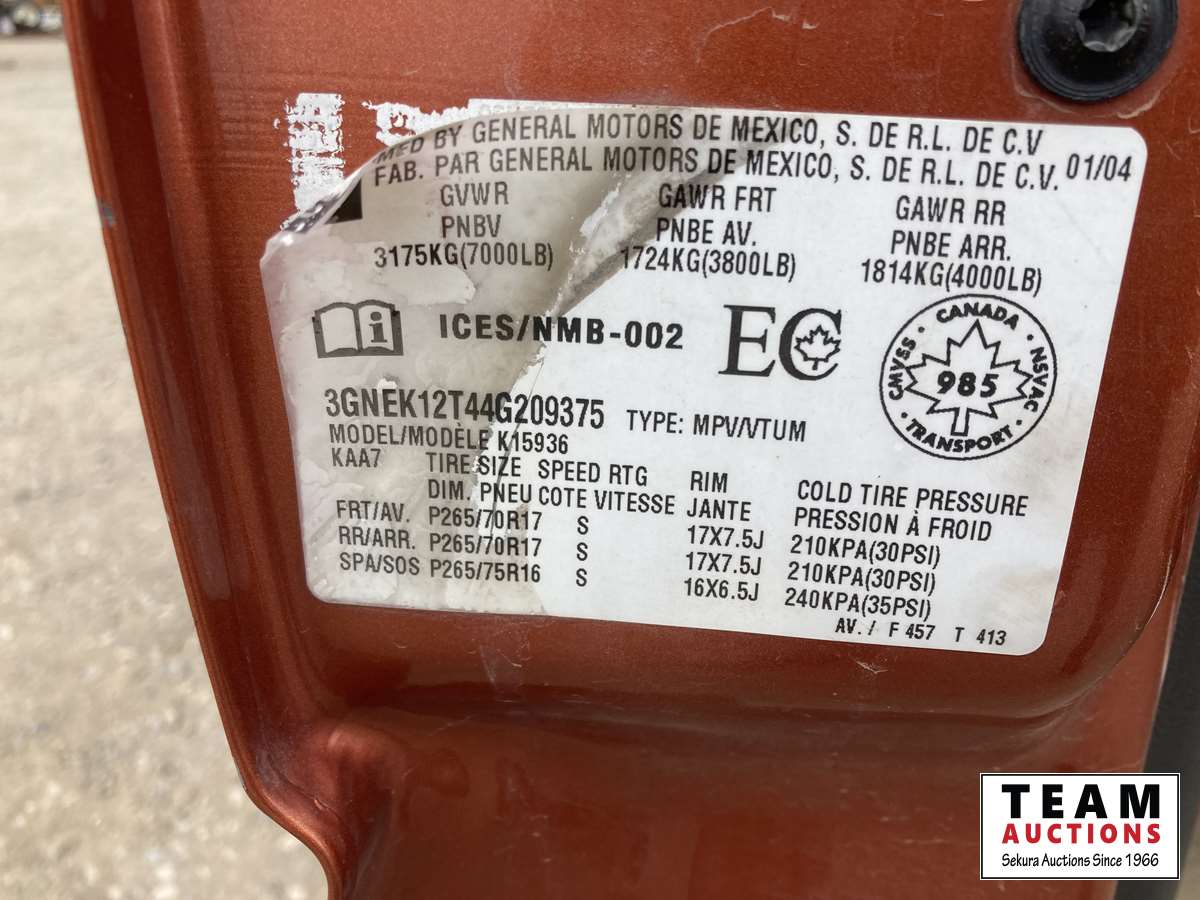 MFD BY GENERAL MOTORS DE MEXICO, S. DE R.L. DE C.V
FAB. PAR GENERAL MOTORS DE MEXICO, S. DE R.L. DE C.V. 01/04
GVWR GAWR FRT GAWR RR
PNBV PNBE AV. PNBE ARR.
3175KG(7000LB) 1724KG(3800LB) 1814KG(4000LB)
i ICES/NMB-002 EC
CANADA
CMVSS 985 NSVAC
TRANSPORT
3GNEK12T44G209375 TYPE: MPV/VTUM
MODEL/MODÈLE K15936
KAA7 TIRE SIZE SPEED RTG RIM COLD TIRE PRESSURE
DIM. PNEU COTE VITESSE JANTE PRESSION À FROID
FRT/AV. P265/70R17 S 17X7.5J 210KPA(30PSI)
RR/ARR. P265/70R17 S 17X7.5J 210KPA(30PSI)
SPA/SOS P265/75R16 S 16X6.5J 240KPA(35PSI)
AV./ F 457 T 413
TEAM
AUCTIONS
Sekura Auctions Since 1966